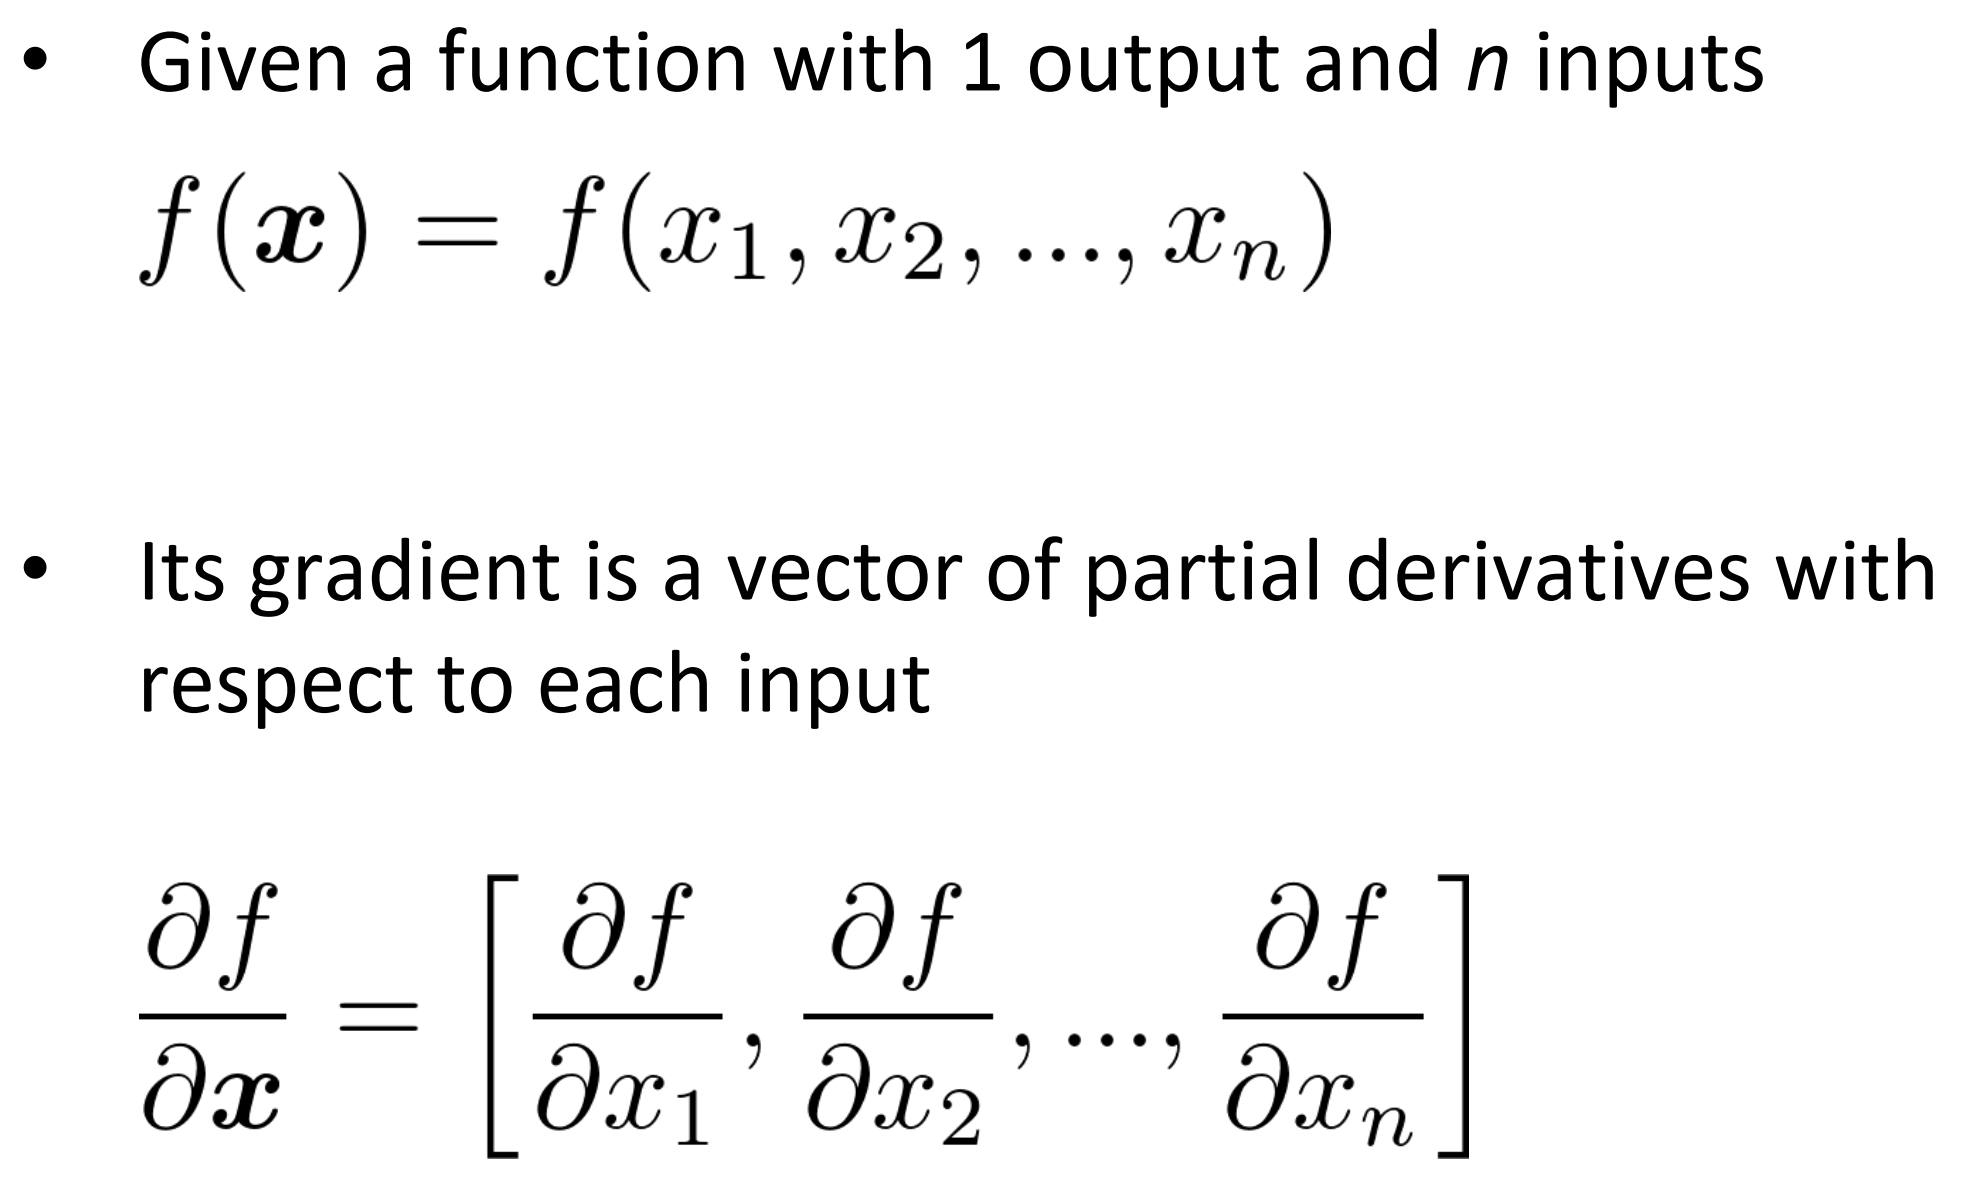 • Given a function with 1 output and n inputs
f(𝒙) = f(x₁, x₂, ..., xₙ)
• Its gradient is a vector of partial derivatives with
respect to each input
∂f/∂𝒙 = [∂f/∂x₁, ∂f/∂x₂, ..., ∂f/∂xₙ]